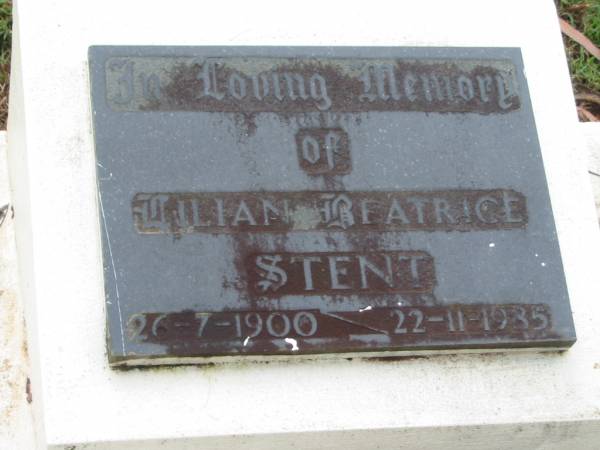 In Loving Memory
of
LILIAN BEATRICE
STENT
26-7-1900 — 22-11-1985